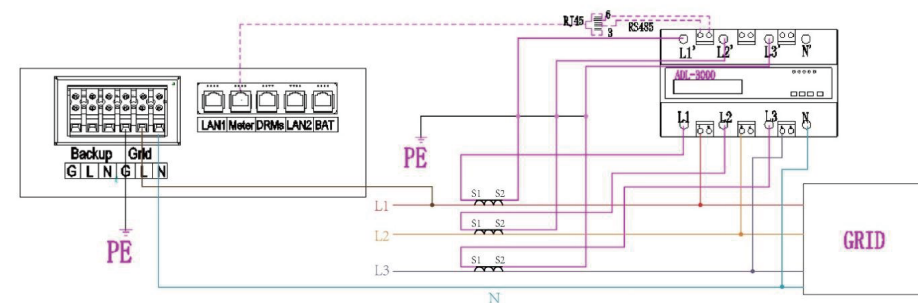 RJ45
6
3
RS485
L1' L2' L3' N'
ADL-3000
L1 L2 L3 N
LAN1 Meter DRMs LAN2 BAT
Backup Grid
G L N G L N
PE
PE
L1
S1 S2
L2
S1 S2
L3
S1 S2
N
GRID